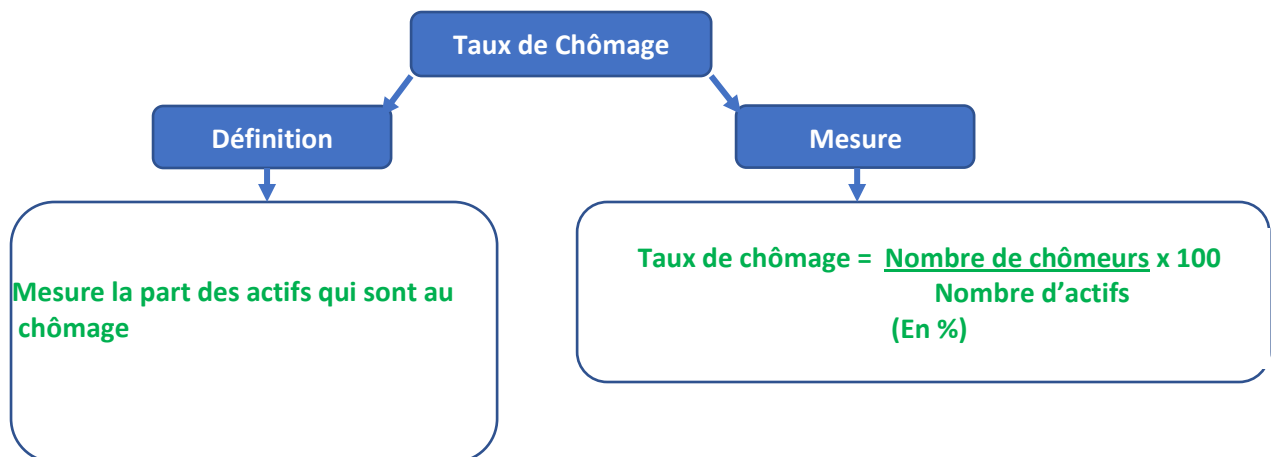 Taux de Chômage
Définition
Mesure
Mesure la part des actifs qui sont au
chômage
Taux de chômage = Nombre de chômeurs x 100
Nombre d’actifs
(En %)